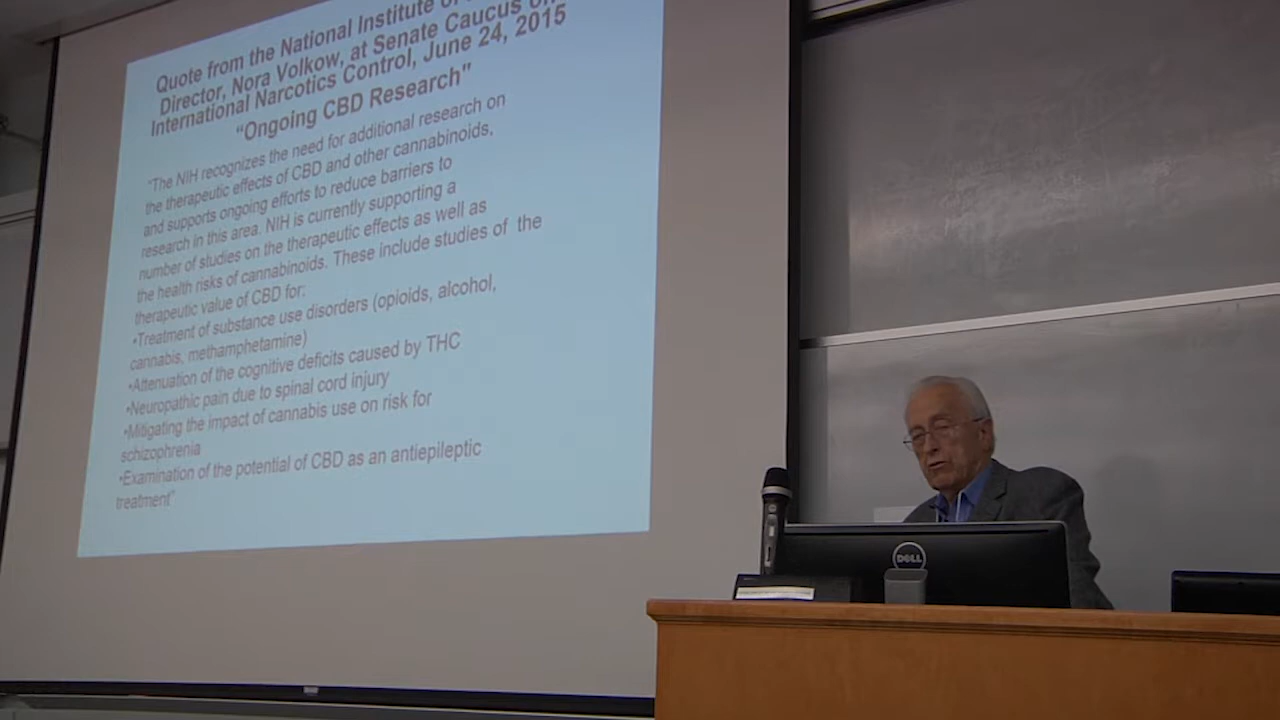 Quote from the National Institute
Director, Nora Volkow, at Senate Caucus on
International Narcotics Control, June 24, 2015
“Ongoing CBD Research"
“The NIH recognizes the need for additional research on
the therapeutic effects of CBD and other cannabinoids,
and supports ongoing efforts to reduce barriers to
research in this area. NIH is currently supporting a
number of studies on the therapeutic effects as well as
the health risks of cannabinoids. These include studies of the
therapeutic value of CBD for:
•Treatment of substance use disorders (opioids, alcohol,
cannabis, methamphetamine)
•Attenuation of the cognitive deficits caused by THC
•Neuropathic pain due to spinal cord injury
•Mitigating the impact of cannabis use on risk for
schizophrenia
•Examination of the potential of CBD as an antiepileptic
treatment”
DELL